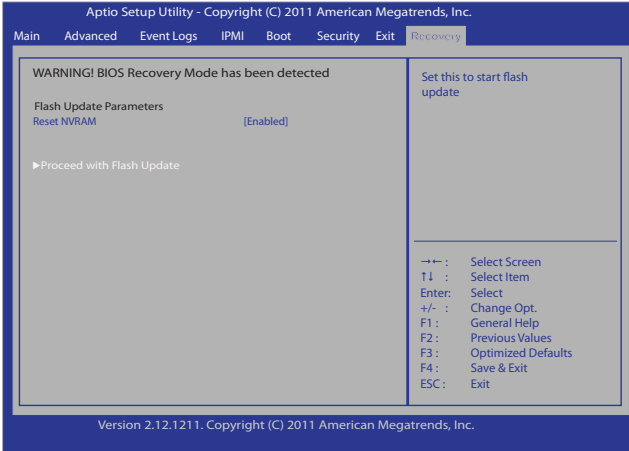 Aptio Setup Utility - Copyright (C) 2011 American Megatrends, Inc.
Main Advanced Event Logs IPMI Boot Security Exit Recovery
WARNING! BIOS Recovery Mode has been detected
Flash Update Parameters
Reset NVRAM [Enabled]
►Proceed with Flash Update
Set this to start flash
update
→←: Select Screen
↑↓ : Select Item
Enter: Select
+/- : Change Opt.
F1 : General Help
F2 : Previous Values
F3 : Optimized Defaults
F4 : Save & Exit
ESC : Exit
Version 2.12.1211. Copyright (C) 2011 American Megatrends, Inc.